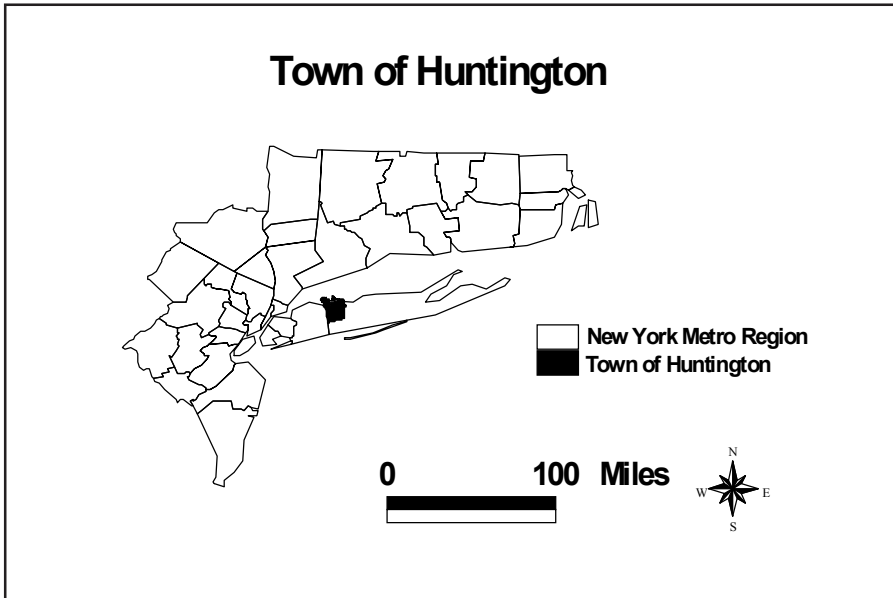 Town of Huntington
New York Metro Region
Town of Huntington
0 100 Miles
N
W E
S